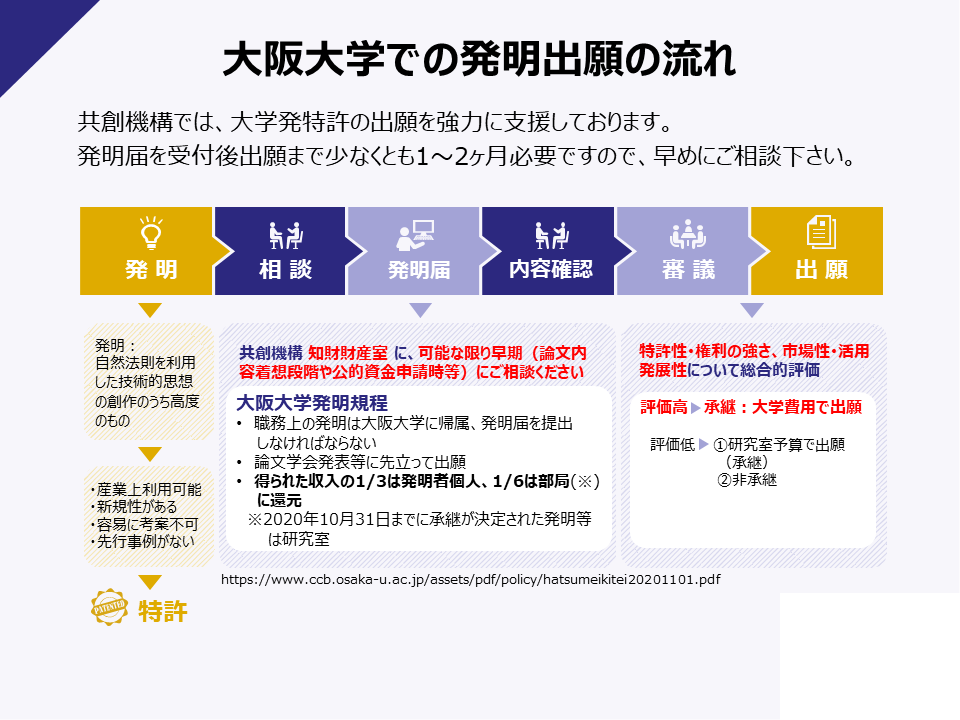 大阪大学での発明出願の流れ
共創機構では、大学発特許の出願を強力に支援しております。
発明届を受付後出願まで少なくとも1～2ヶ月必要ですので、早めにご相談下さい。
発 明
相 談
発明届
内容確認
審 議
出 願
発明：
自然法則を利用
した技術的思想
の創作のうち高度
のもの
・産業上利用可能
・新規性がある
・容易に考案不可
・先行事例がない
PATENTED
特許
共創機構 知財財産室 に、可能な限り早期（論文内
容着想段階や公的資金申請時等）にご相談ください
大阪大学発明規程
• 職務上の発明は大阪大学に帰属、発明届を提出
しなければならない
• 論文学会発表等に先立って出願
• 得られた収入の1/3は発明者個人、1/6は部局(※)
に還元
※2020年10月31日までに承継が決定された発明等
は研究室
特許性・権利の強さ、市場性・活用
発展性について総合的評価
評価高 承継：大学費用で出願
評価低 ①研究室予算で出願
（承継）
②非承継
https://www.ccb.osaka-u.ac.jp/assets/pdf/policy/hatsumeikitei20201101.pdf